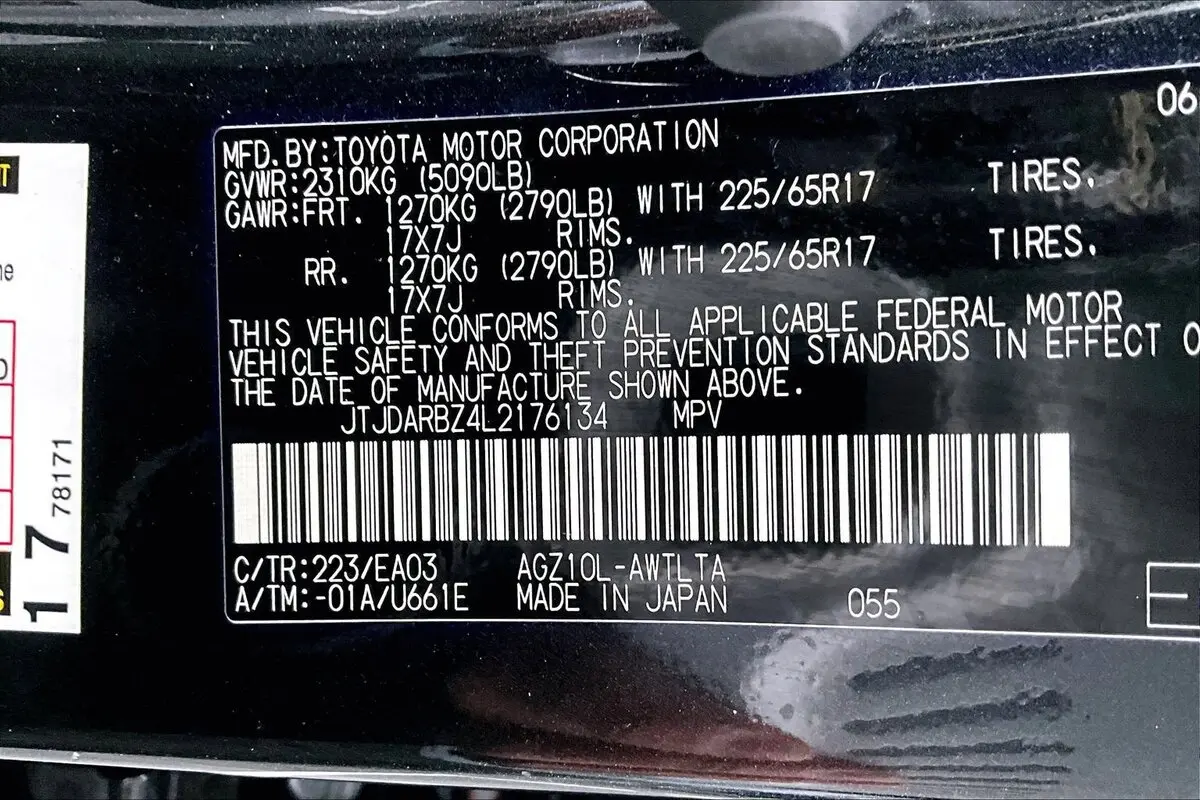 06
MFD.BY:TOYOTA MOTOR CORPORATION
GVWR:2310KG (5090LB)
GAWR:FRT. 1270KG (2790LB) WITH 225/65R17 TIRES.
17X7J RIMS.
RR. 1270KG (2790LB) WITH 225/65R17 TIRES.
17X7J RIMS.
THIS VEHICLE CONFORMS TO ALL APPLICABLE FEDERAL MOTOR
VEHICLE SAFETY AND THEFT PREVENTION STANDARDS IN EFFECT O
THE DATE OF MANUFACTURE SHOWN ABOVE.
JTJDARBZ4L2176134 MPV
C/TR:223/EA03 AGZ10L-AWTLTA
A/TM:-01A/U661E MADE IN JAPAN 055
17
78171